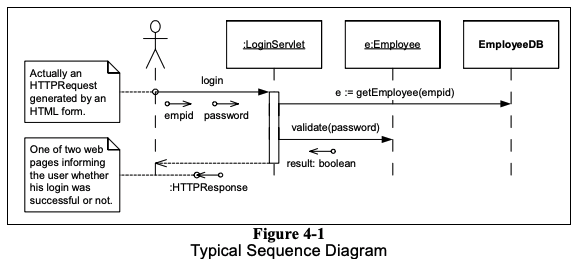 :LoginServlet
e:Employee
EmployeeDB
Actually an
HTTPRequest
generated by an
HTML form.
login
empid
password
e := getEmployee(empid)
validate(password)
result: boolean
One of two web
pages informing
the user whether
his login was
successful or not.
:HTTPResponse
Figure 4-1
Typical Sequence Diagram